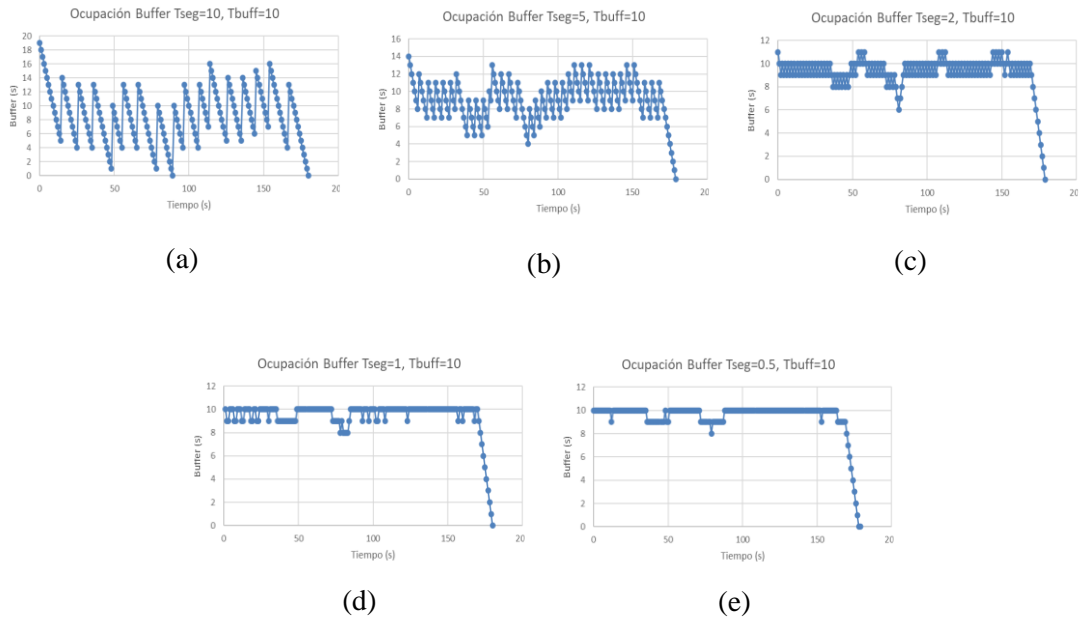 Ocupación Buffer Tseg=10, Tbuff=10
Buffer (s)
20
18
16
14
12
10
8
6
4
2
0
0 50 100 150 20
Tiempo (s)
(a)
Ocupación Buffer Tseg=5, Tbuff=10
Buffer (s)
16
14
12
10
8
6
4
2
0
0 50 100 150 20
Tiempo (s)
(b)
Ocupación Buffer Tseg=2, Tbuff=10
Buffer (s)
12
10
8
6
4
2
0
0 50 100 150 20
Tiempo (s)
(c)
Ocupación Buffer Tseg=1, Tbuff=10
Buffer (s)
12
10
8
6
4
2
0
0 50 100 150 20
Tiempo (s)
(d)
Ocupación Buffer Tseg=0.5, Tbuff=10
Buffer (s)
12
10
8
6
4
2
0
0 50 100 150 20
Tiempo (s)
(e)